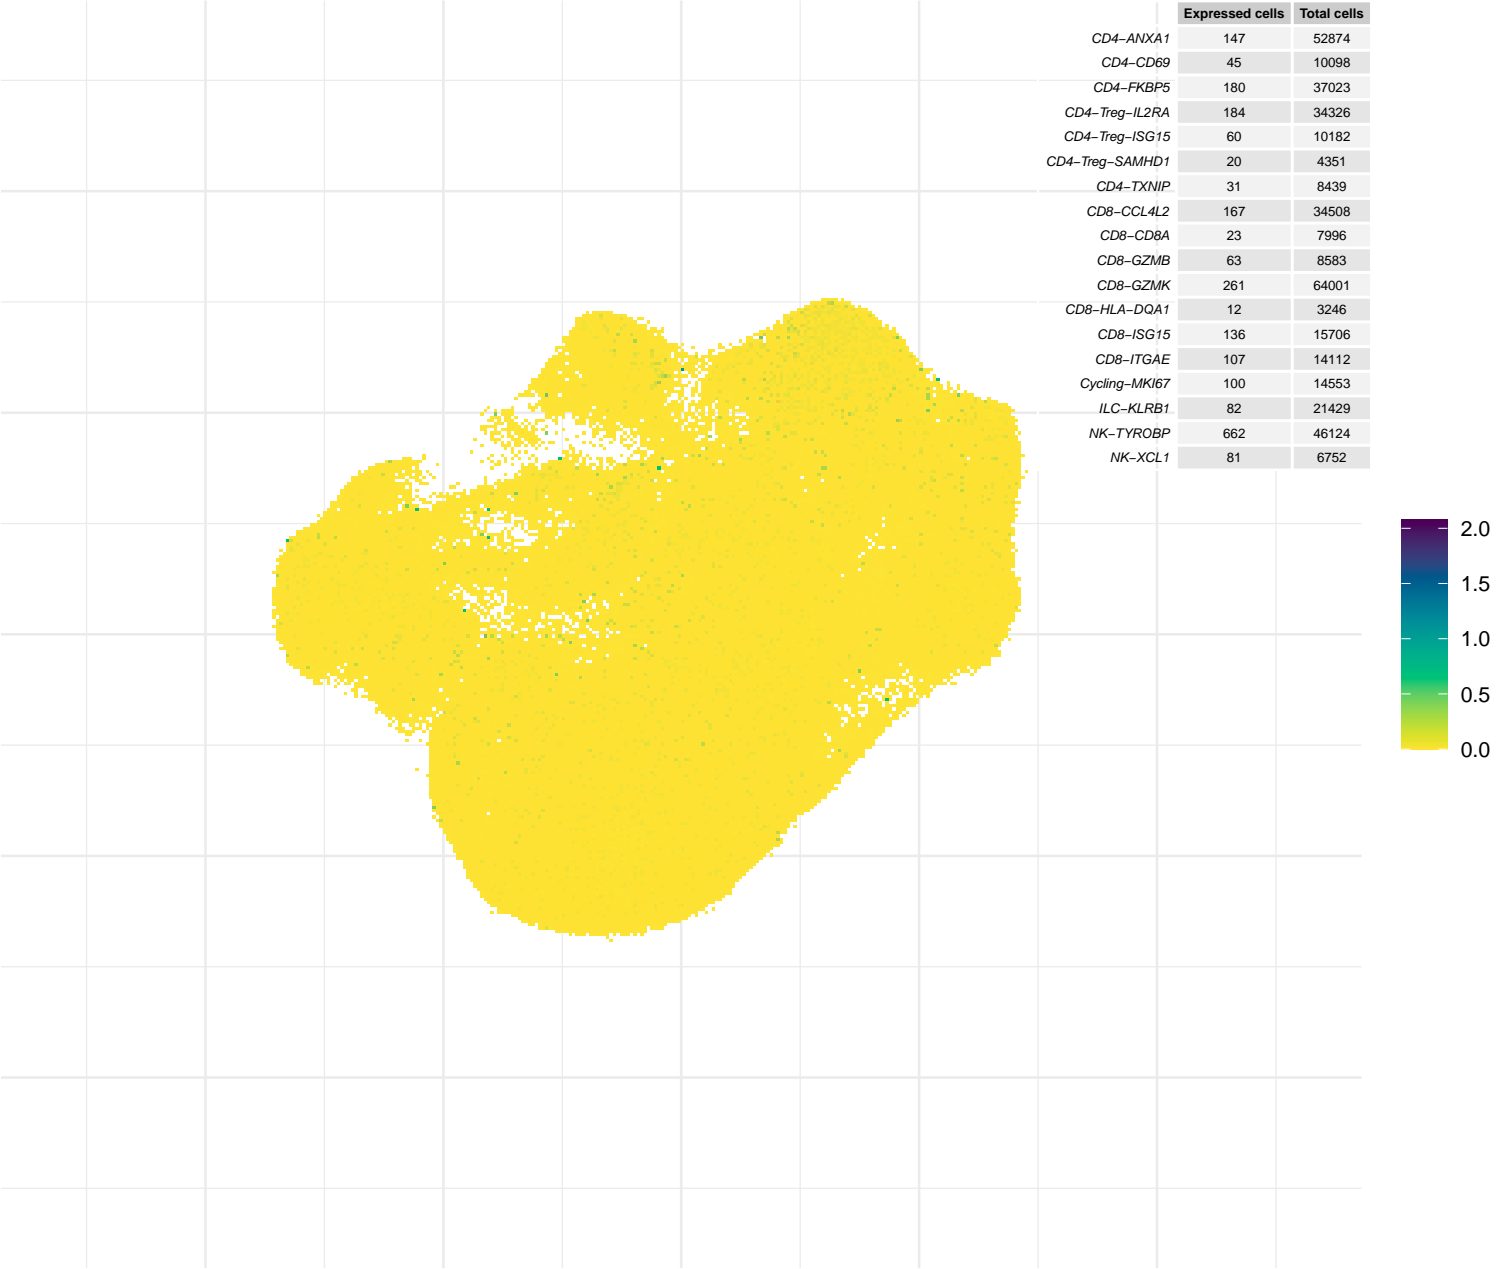 Expressed cells Total cells
CD4−ANXA1 147 52874
CD4−CD69 45 10098
CD4−FKBP5 180 37023
CD4−Treg−IL2RA 184 34326
CD4−Treg−ISG15 60 10182
CD4−Treg−SAMHD1 20 4351
CD4−TXNIP 31 8439
CD8−CCL4L2 167 34508
CD8−CD8A 23 7996
CD8−GZMB 63 8583
CD8−GZMK 261 64001
CD8−HLA−DQA1 12 3246
CD8−ISG15 136 15706
CD8−ITGAE 107 14112
Cycling−MKI67 100 14553
ILC−KLRB1 82 21429
NK−TYROBP 662 46124
NK−XCL1 81 6752
2.0
1.5
1.0
0.5
0.0